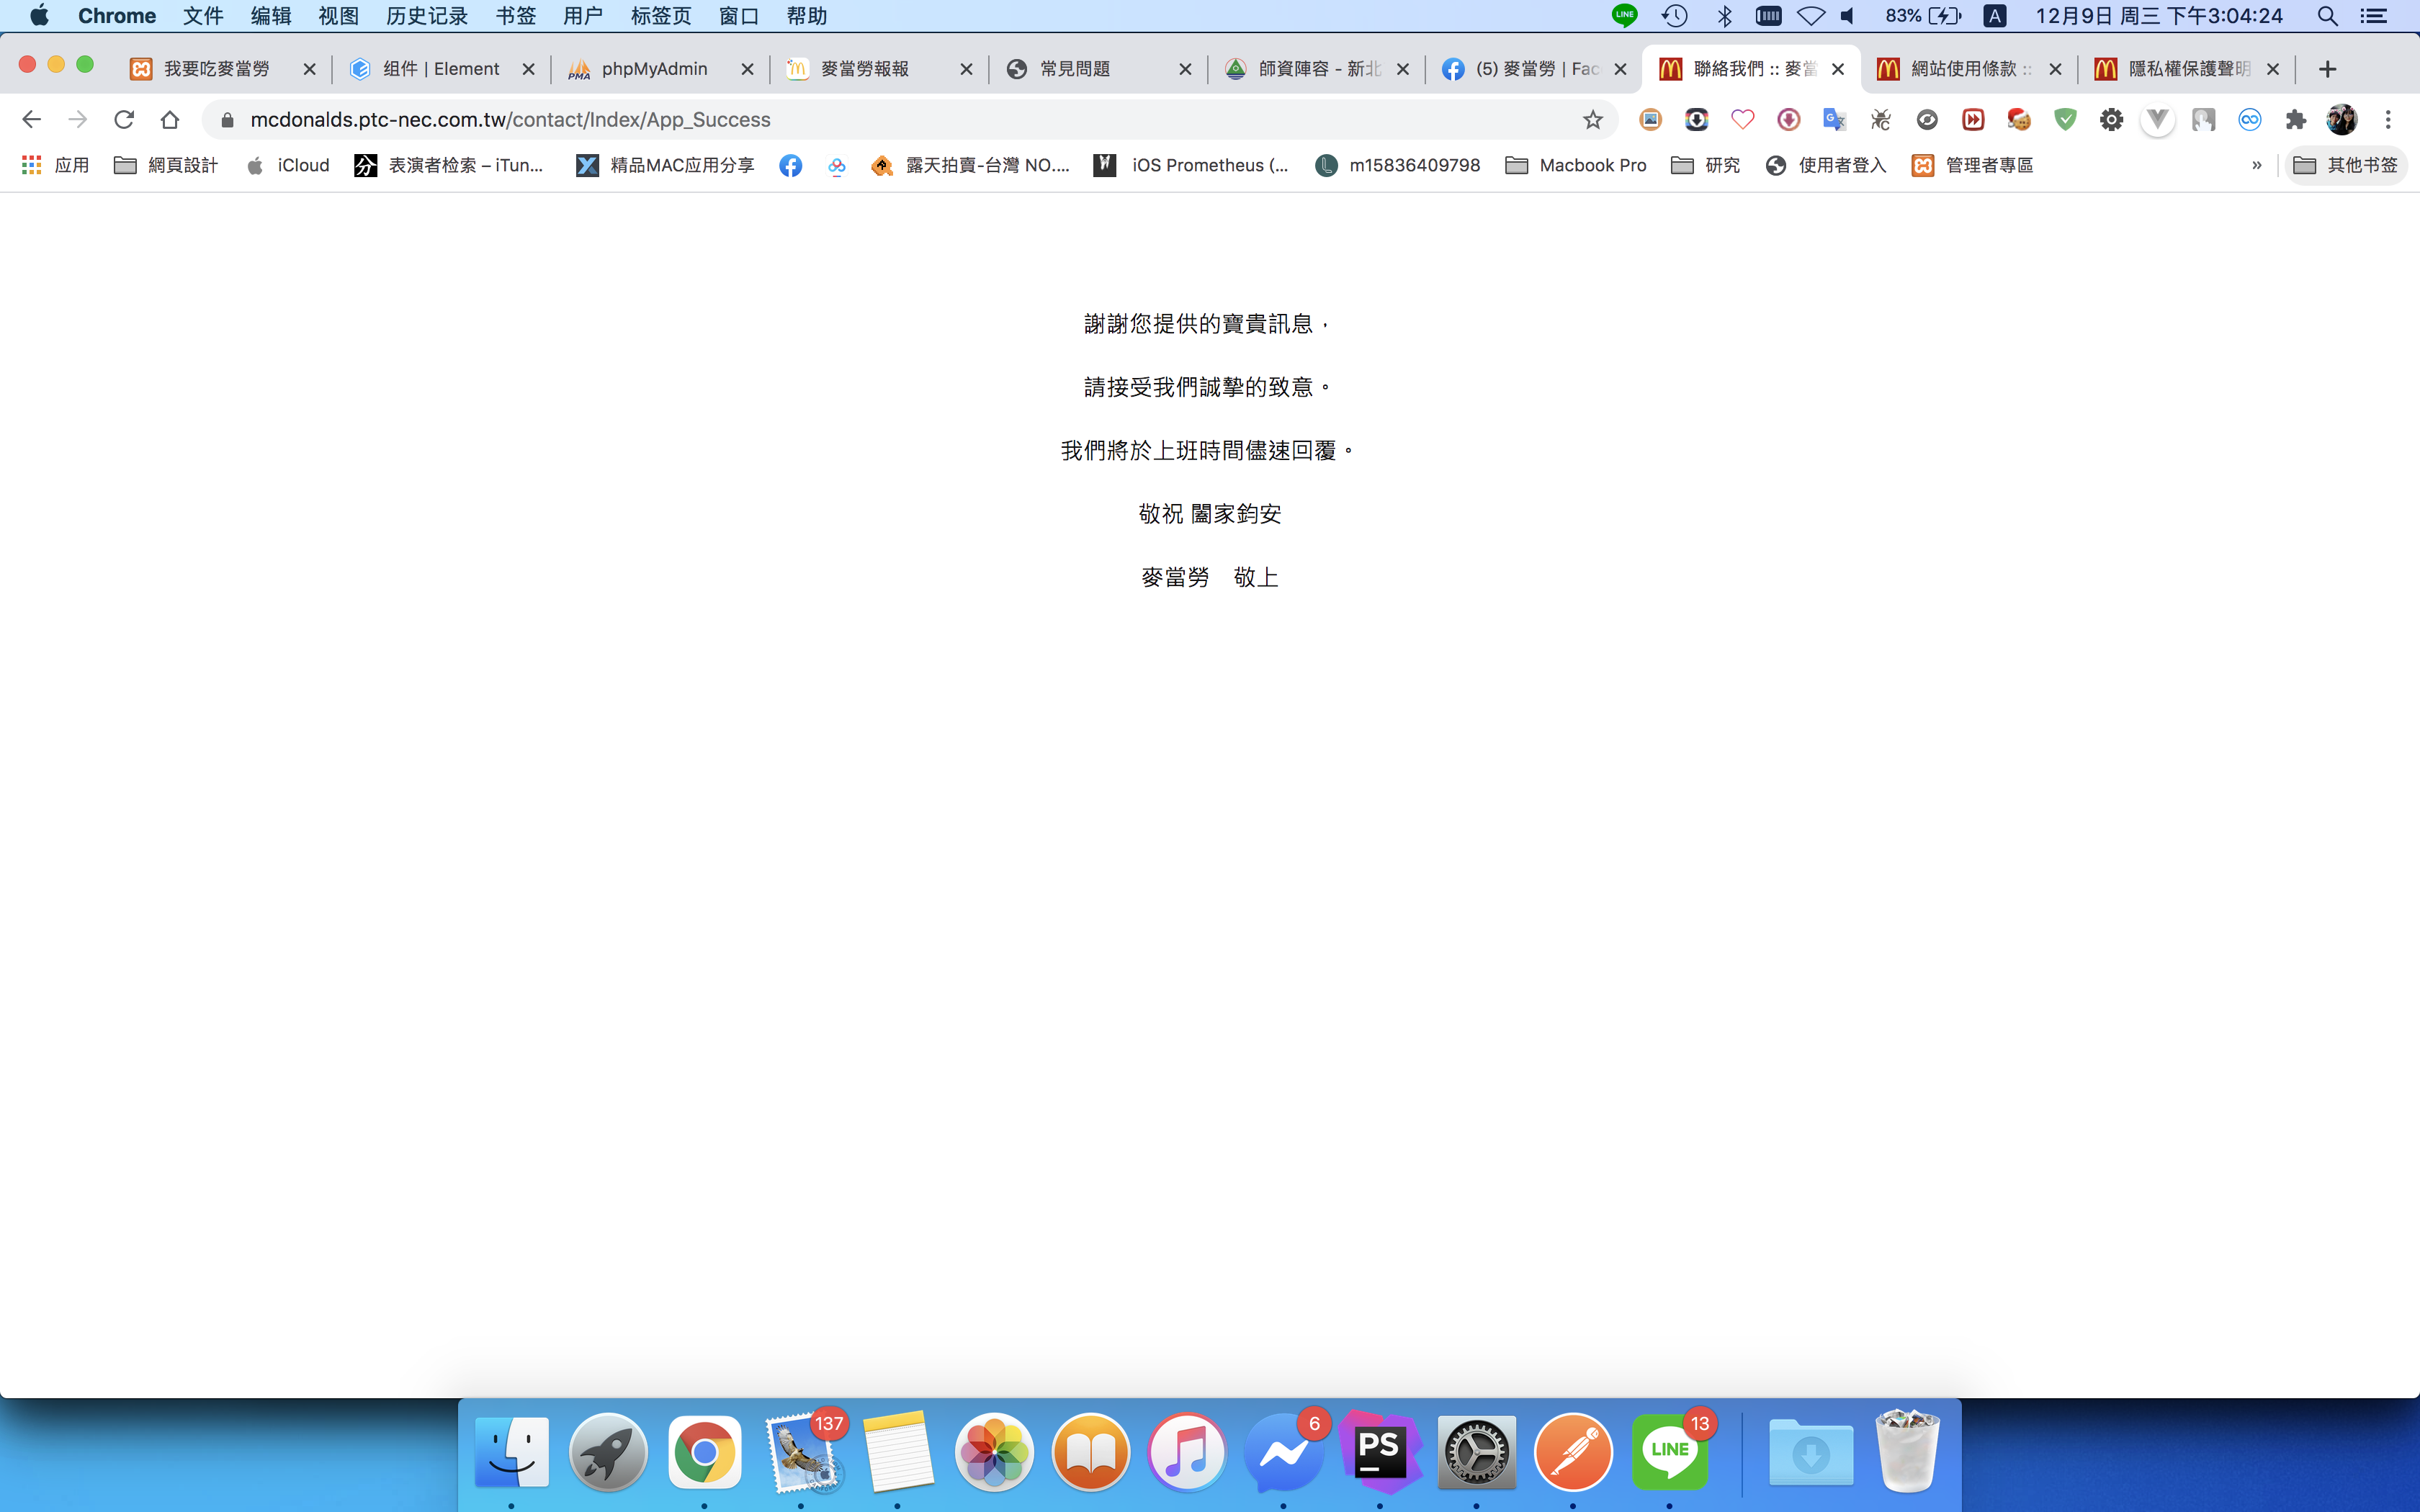 Chrome 文件 编辑 视图 历史记录 书签 用户 标签页 窗口 帮助 LINE 83% A 12月9日 周三 下午3:04:24
我要吃麥當勞 组件 | Element PMA phpMyAdmin 麥當勞報報 常見問題 師資陣容 - 新北 (5) 麥當勞 | Fac 聯絡我們 :: 麥當 網站使用條款 :: 隱私權保護聲明
mcdonalds.ptc-nec.com.tw/contact/Index/App_Success
应用 網頁設計 iCloud 分 表演者检索 – iTun... 精品MAC应用分享 露天拍賣-台灣 NO.... iOS Prometheus (... L m15836409798 Macbook Pro 研究 使用者登入 管理者專區 » 其他书签
謝謝您提供的寶貴訊息，
請接受我們誠摯的致意。
我們將於上班時間儘速回覆。
敬祝 闔家鈞安
麥當勞　敬上
137 6 PS LINE 13